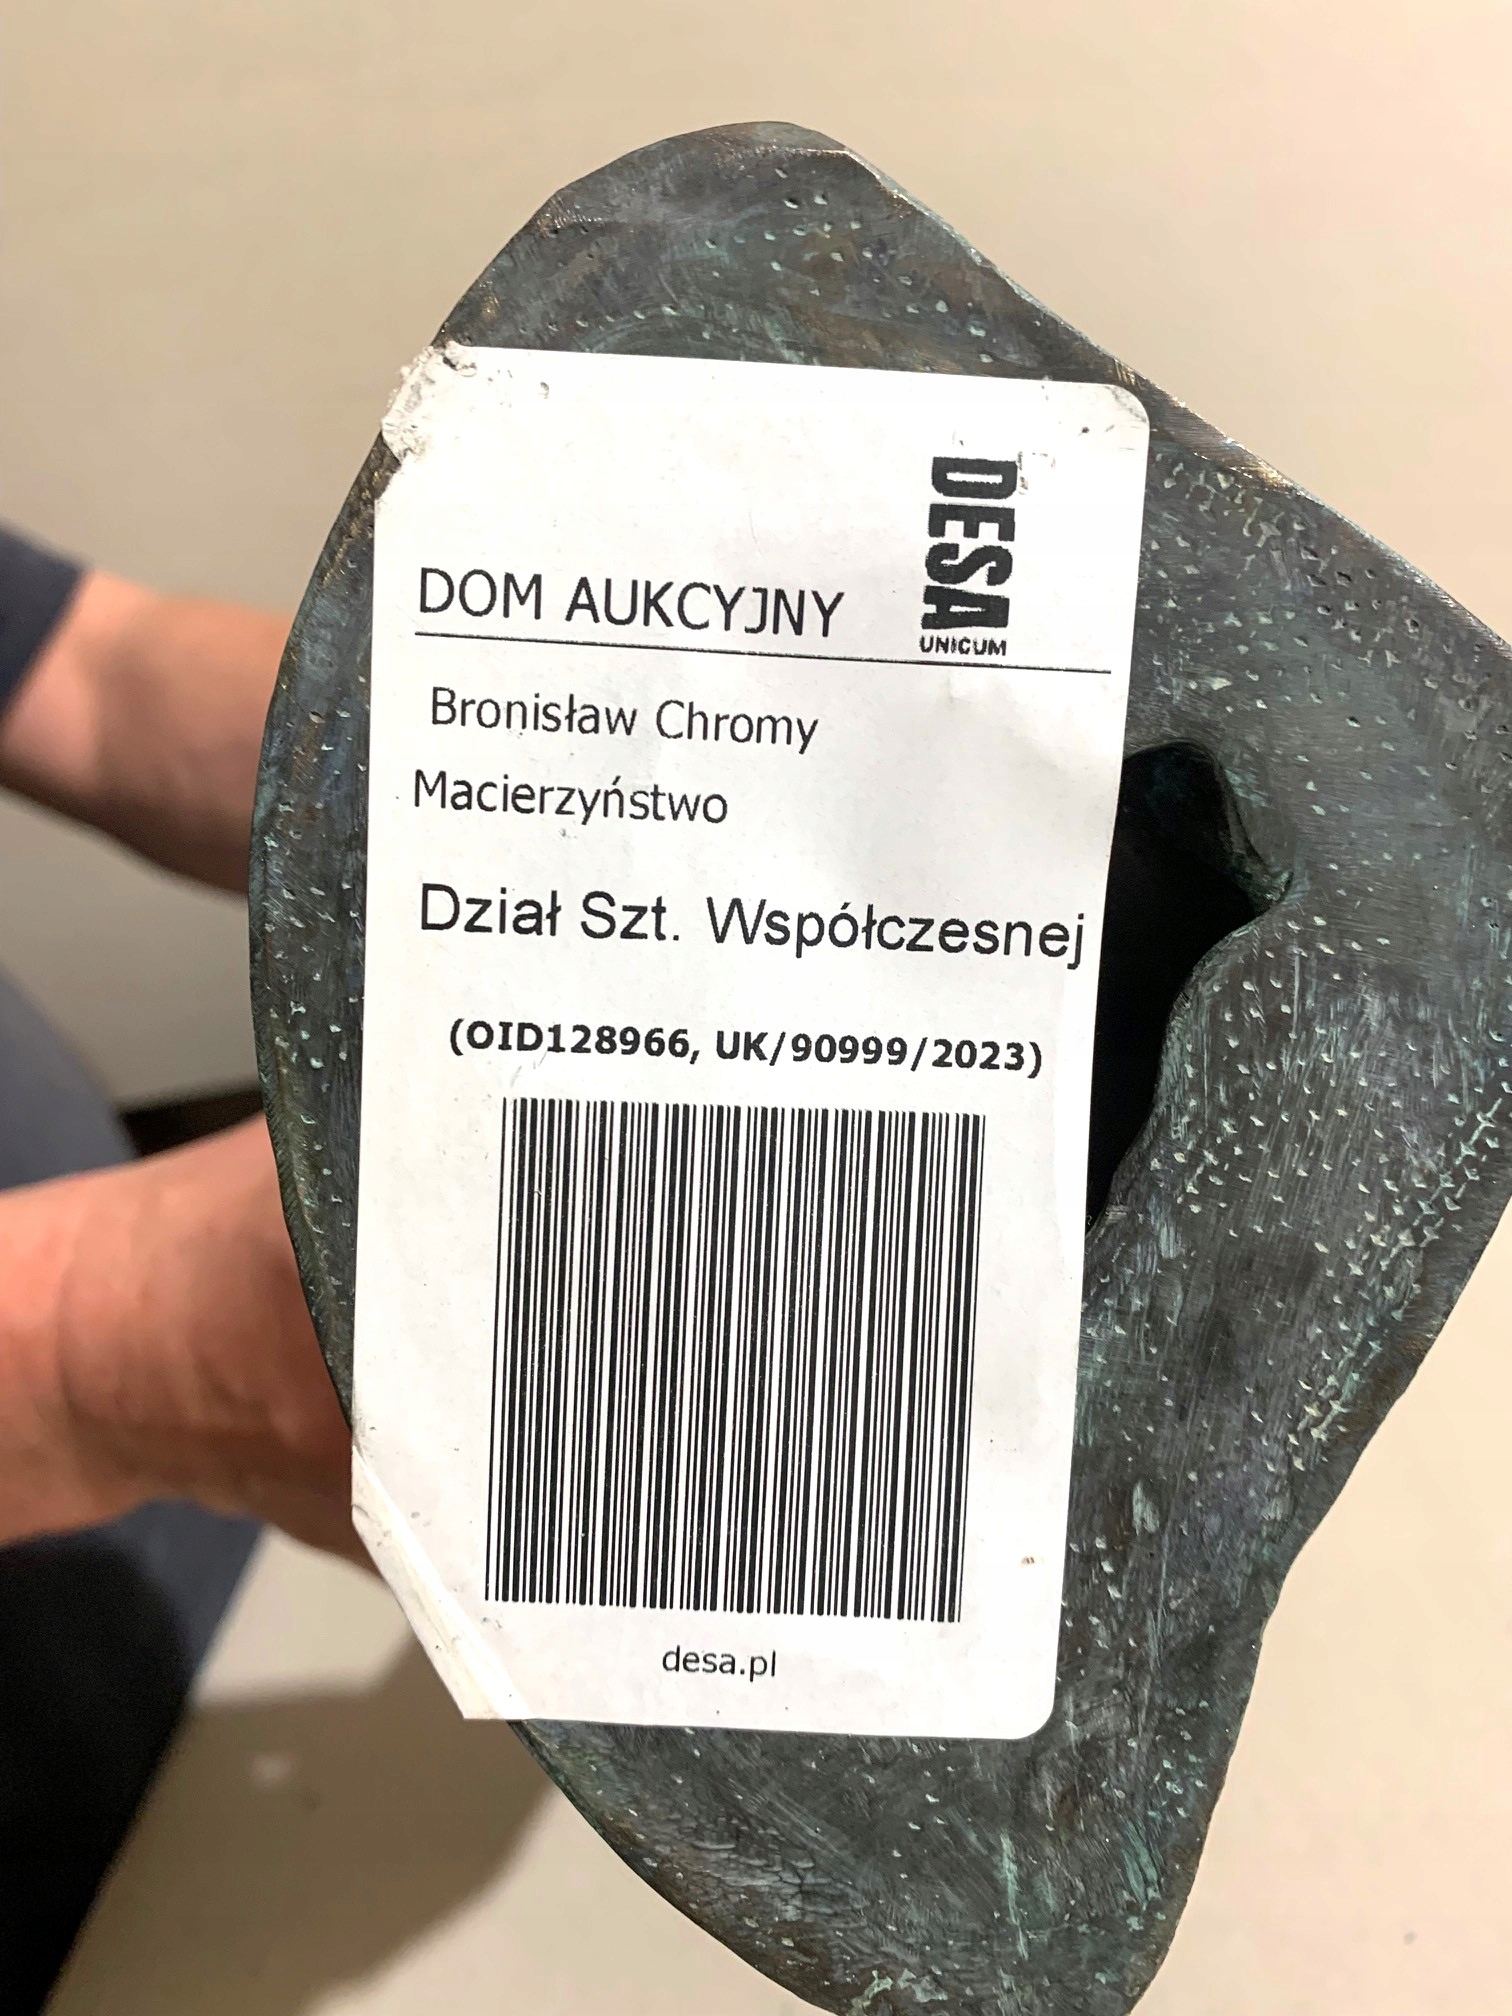 DESA
UNICUM
DOM AUKCYJNY
Bronisław Chromy
Macierzyństwo
Dział Szt. Współczesnej
(OID128966, UK/90999/2023)
desa.pl